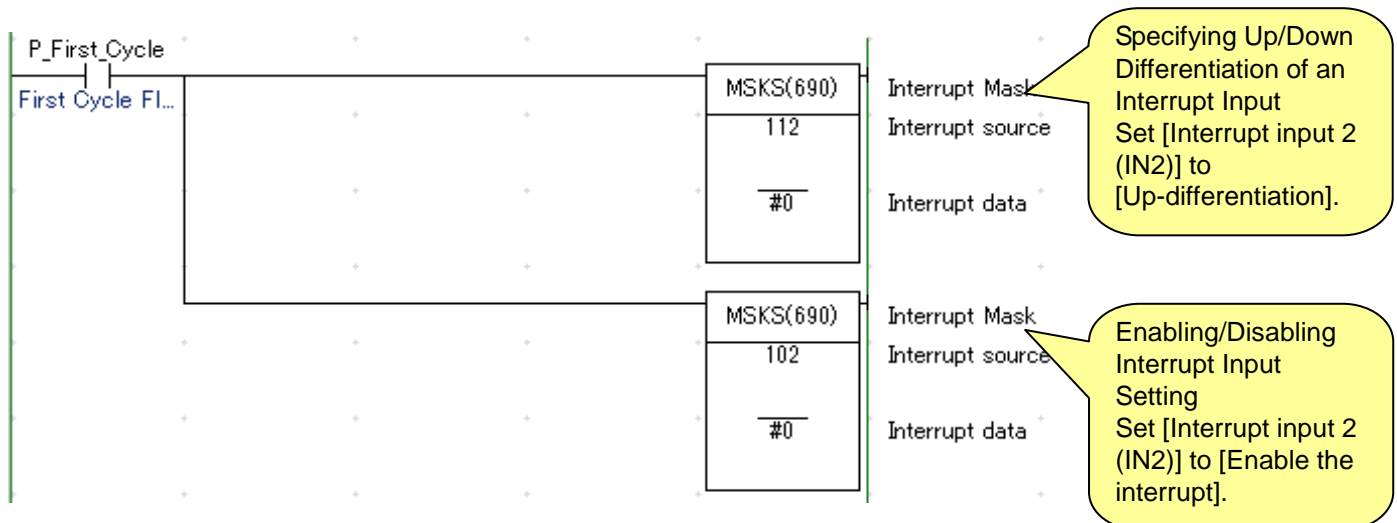 P_First_Cycle
First Cycle Fl...
MSKS(690)
Interrupt Mask
112
Interrupt source
#0
Interrupt data
Specifying Up/Down
Differentiation of an
Interrupt Input
Set [Interrupt input 2
(IN2)] to
[Up-differentiation].
MSKS(690)
Interrupt Mask
102
Interrupt source
#0
Interrupt data
Enabling/Disabling
Interrupt Input
Setting
Set [Interrupt input 2
(IN2)] to [Enable the
interrupt].